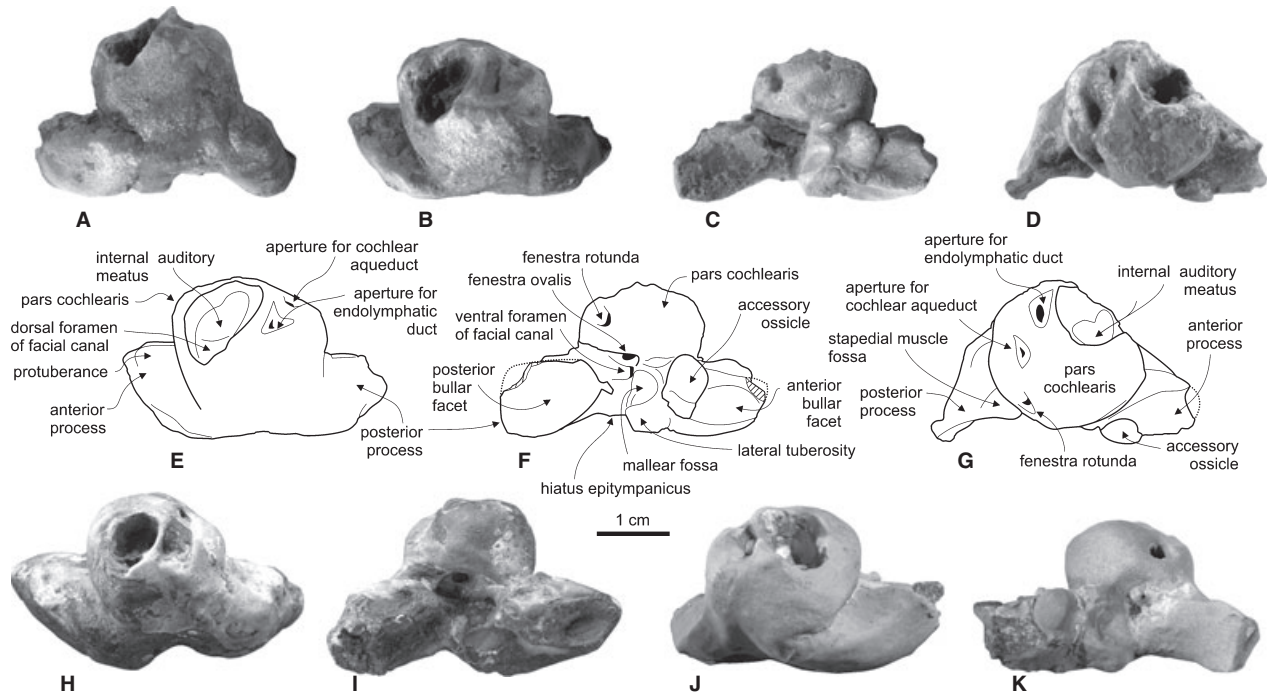 A
B
C
D
internal auditory
meatus
pars cochlearis
dorsal foramen
of facial canal
protuberance
anterior
process
aperture for cochlear
aqueduct
aperture for
endolymphatic
duct
posterior
process
E
fenestra rotunda
fenestra ovalis
ventral foramen
of facial canal
posterior
bullar
facet
pars cochlearis
accessory
ossicle
anterior
bullar
facet
lateral tuberosity
mallear fossa
hiatus epitympanicus
F
aperture for
endolymphatic duct
aperture for
cochlear aqueduct
stapedial muscle
fossa
posterior
process
internal auditory
meatus
anterior
process
pars
cochlearis
fenestra rotunda
accessory
ossicle
G
1 cm
H
I
J
K